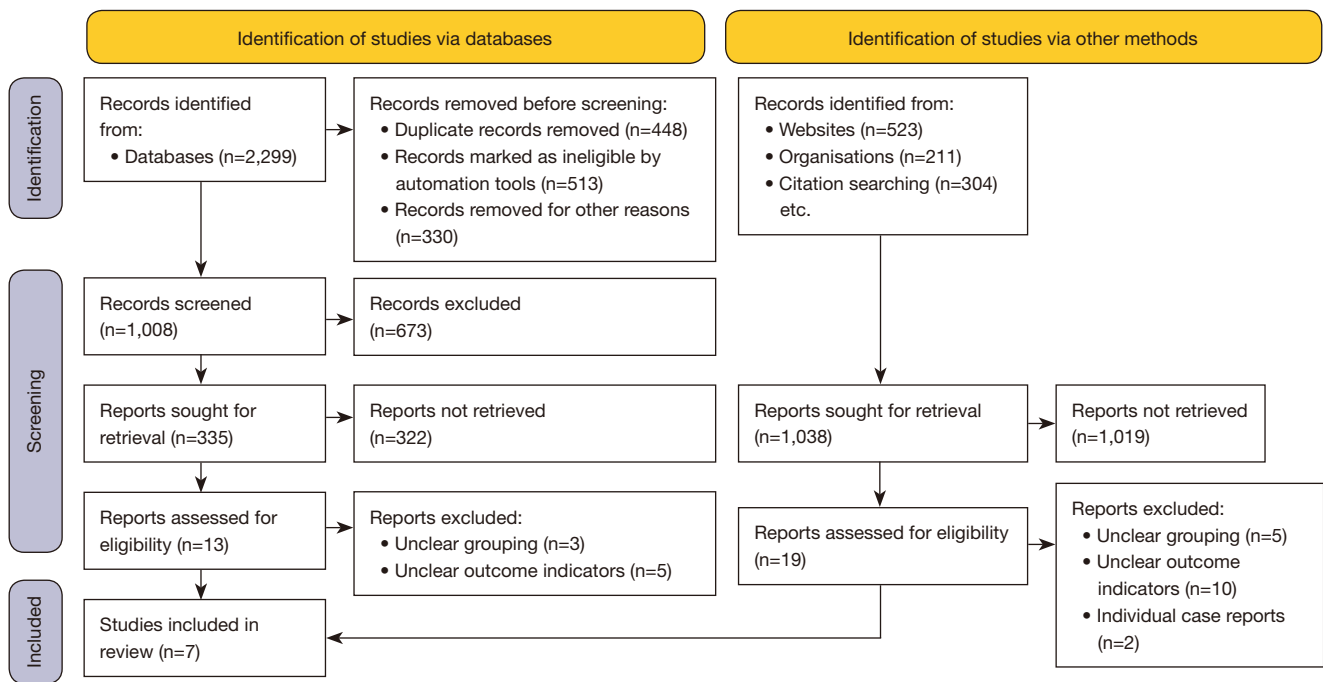 Identification of studies via databases
Identification of studies via other methods
Identification
Records identified
from:
• Databases (n=2,299)
Records removed before screening:
• Duplicate records removed (n=448)
• Records marked as ineligible by
automation tools (n=513)
• Records removed for other reasons
(n=330)
Records identified from:
• Websites (n=523)
• Organisations (n=211)
• Citation searching (n=304)
etc.
Screening
Records screened
(n=1,008)
Records excluded
(n=673)
Reports sought for
retrieval (n=335)
Reports not retrieved
(n=322)
Reports sought for retrieval
(n=1,038)
Reports not retrieved
(n=1,019)
Reports assessed for
eligibility (n=13)
Reports excluded:
• Unclear grouping (n=3)
• Unclear outcome indicators (n=5)
Reports assessed for eligibility
(n=19)
Reports excluded:
• Unclear grouping (n=5)
• Unclear outcome
indicators (n=10)
• Individual case reports
(n=2)
Included
Studies included in
review (n=7)